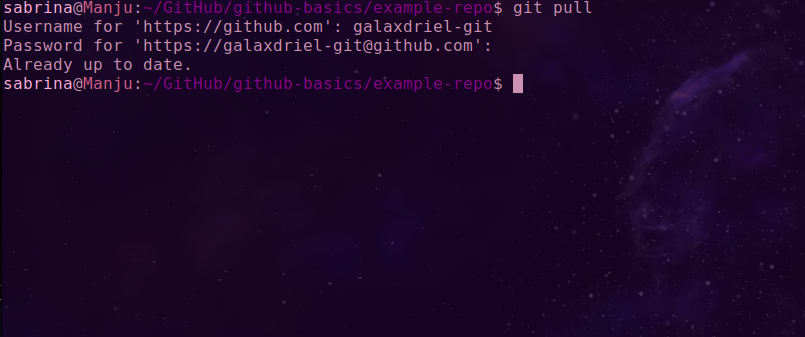 sabrina@Manju:~/GitHub/github-basics/example-repo$ git pull
Username for 'https://github.com': galaxdriel-git
Password for 'https://galaxdriel-git@github.com':
Already up to date.
sabrina@Manju:~/GitHub/github-basics/example-repo$